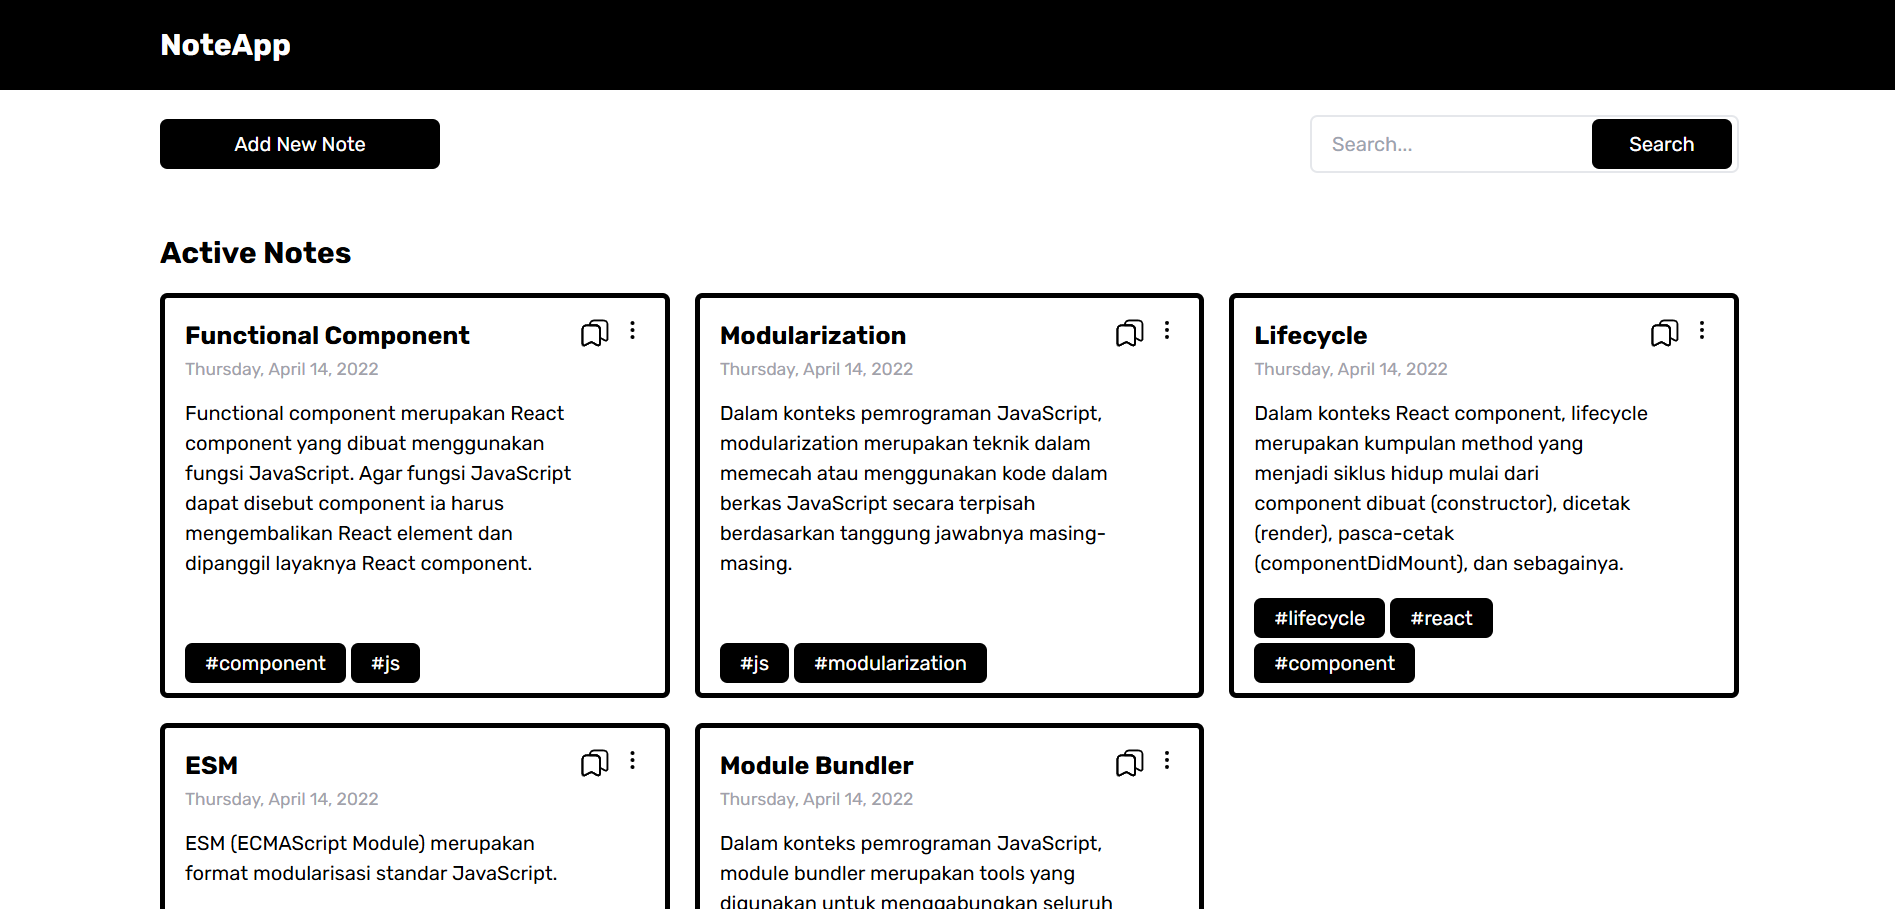 NoteApp
Add New Note
Search...
Search
Active Notes
Functional Component
Thursday, April 14, 2022
Functional component merupakan React
component yang dibuat menggunakan
fungsi JavaScript. Agar fungsi JavaScript
dapat disebut component ia harus
mengembalikan React element dan
dipanggil layaknya React component.
#component #js
Modularization
Thursday, April 14, 2022
Dalam konteks pemrograman JavaScript,
modularization merupakan teknik dalam
memecah atau menggunakan kode dalam
berkas JavaScript secara terpisah
berdasarkan tanggung jawabnya masing-
masing.
#js #modularization
Lifecycle
Thursday, April 14, 2022
Dalam konteks React component, lifecycle
merupakan kumpulan method yang
menjadi siklus hidup mulai dari
component dibuat (constructor), dicetak
(render), pasca-cetak
(componentDidMount), dan sebagainya.
#lifecycle #react
#component
ESM
Thursday, April 14, 2022
ESM (ECMAScript Module) merupakan
format modularisasi standar JavaScript.
Module Bundler
Thursday, April 14, 2022
Dalam konteks pemrograman JavaScript,
module bundler merupakan tools yang
digunakan untuk menggabungkan seluruh